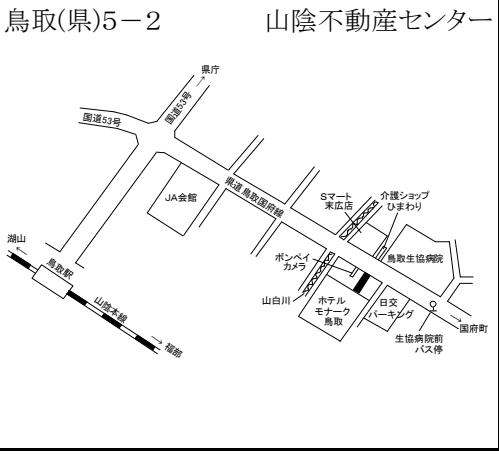 鳥取(県)5-2
山陰不動産センター
県庁
国道53号
国道53号
県道鳥取国府線
JA会館
Sマート
末広店
介護ショップ
ひまわり
鳥取生協病院
ボンベイ
カメラ
湖山
鳥取駅
山陰本線
福部
山白川
ホテル
モナーク
鳥取
日交
パーキング
国府町
生協病院前
バス停